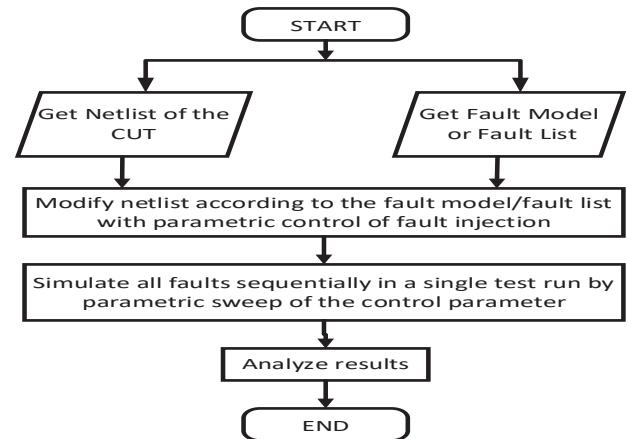 START
Get Netlist of the
CUT
Get Fault Model
or Fault List
Modify netlist according to the fault model/fault list
with parametric control of fault injection
Simulate all faults sequentially in a single test run by
parametric sweep of the control parameter
Analyze results
END